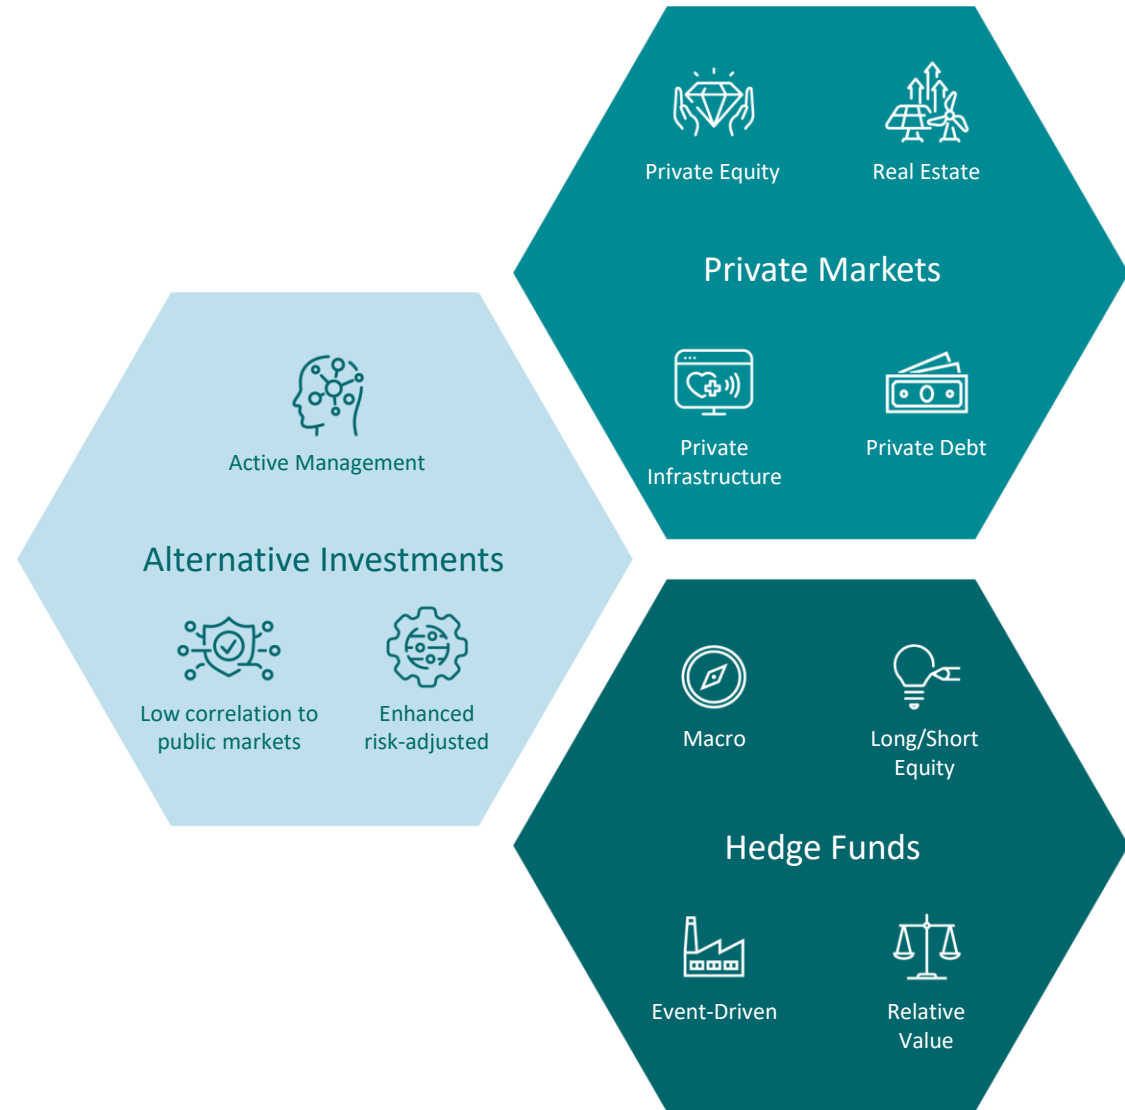 Private Equity
Real Estate
Private Markets
Private
Infrastructure
Private Debt
Active Management
Alternative Investments
Low correlation to
public markets
Enhanced
risk-adjusted
Macro
Long/Short
Equity
Hedge Funds
Event-Driven
Relative
Value